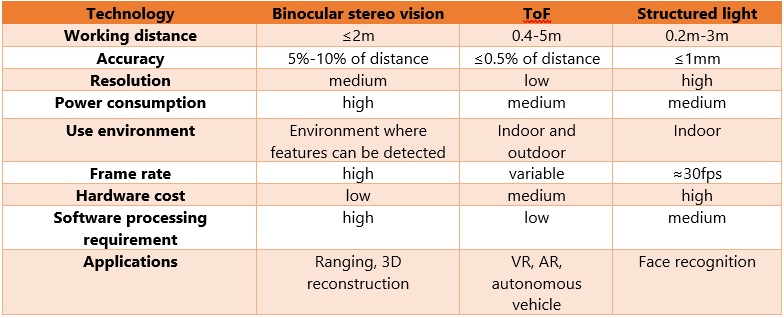 Technology Binocular stereo vision ToF Structured light
Working distance ≤2m 0.4-5m 0.2m-3m
Accuracy 5%-10% of distance ≤0.5% of distance ≤1mm
Resolution medium low high
Power consumption high medium medium
Use environment Environment where Indoor and Indoor
features can be detected outdoor
Frame rate high variable ≈30fps
Hardware cost low medium high
Software processing high low medium
requirement
Applications Ranging, 3D VR, AR, Face recognition
reconstruction autonomous
vehicle